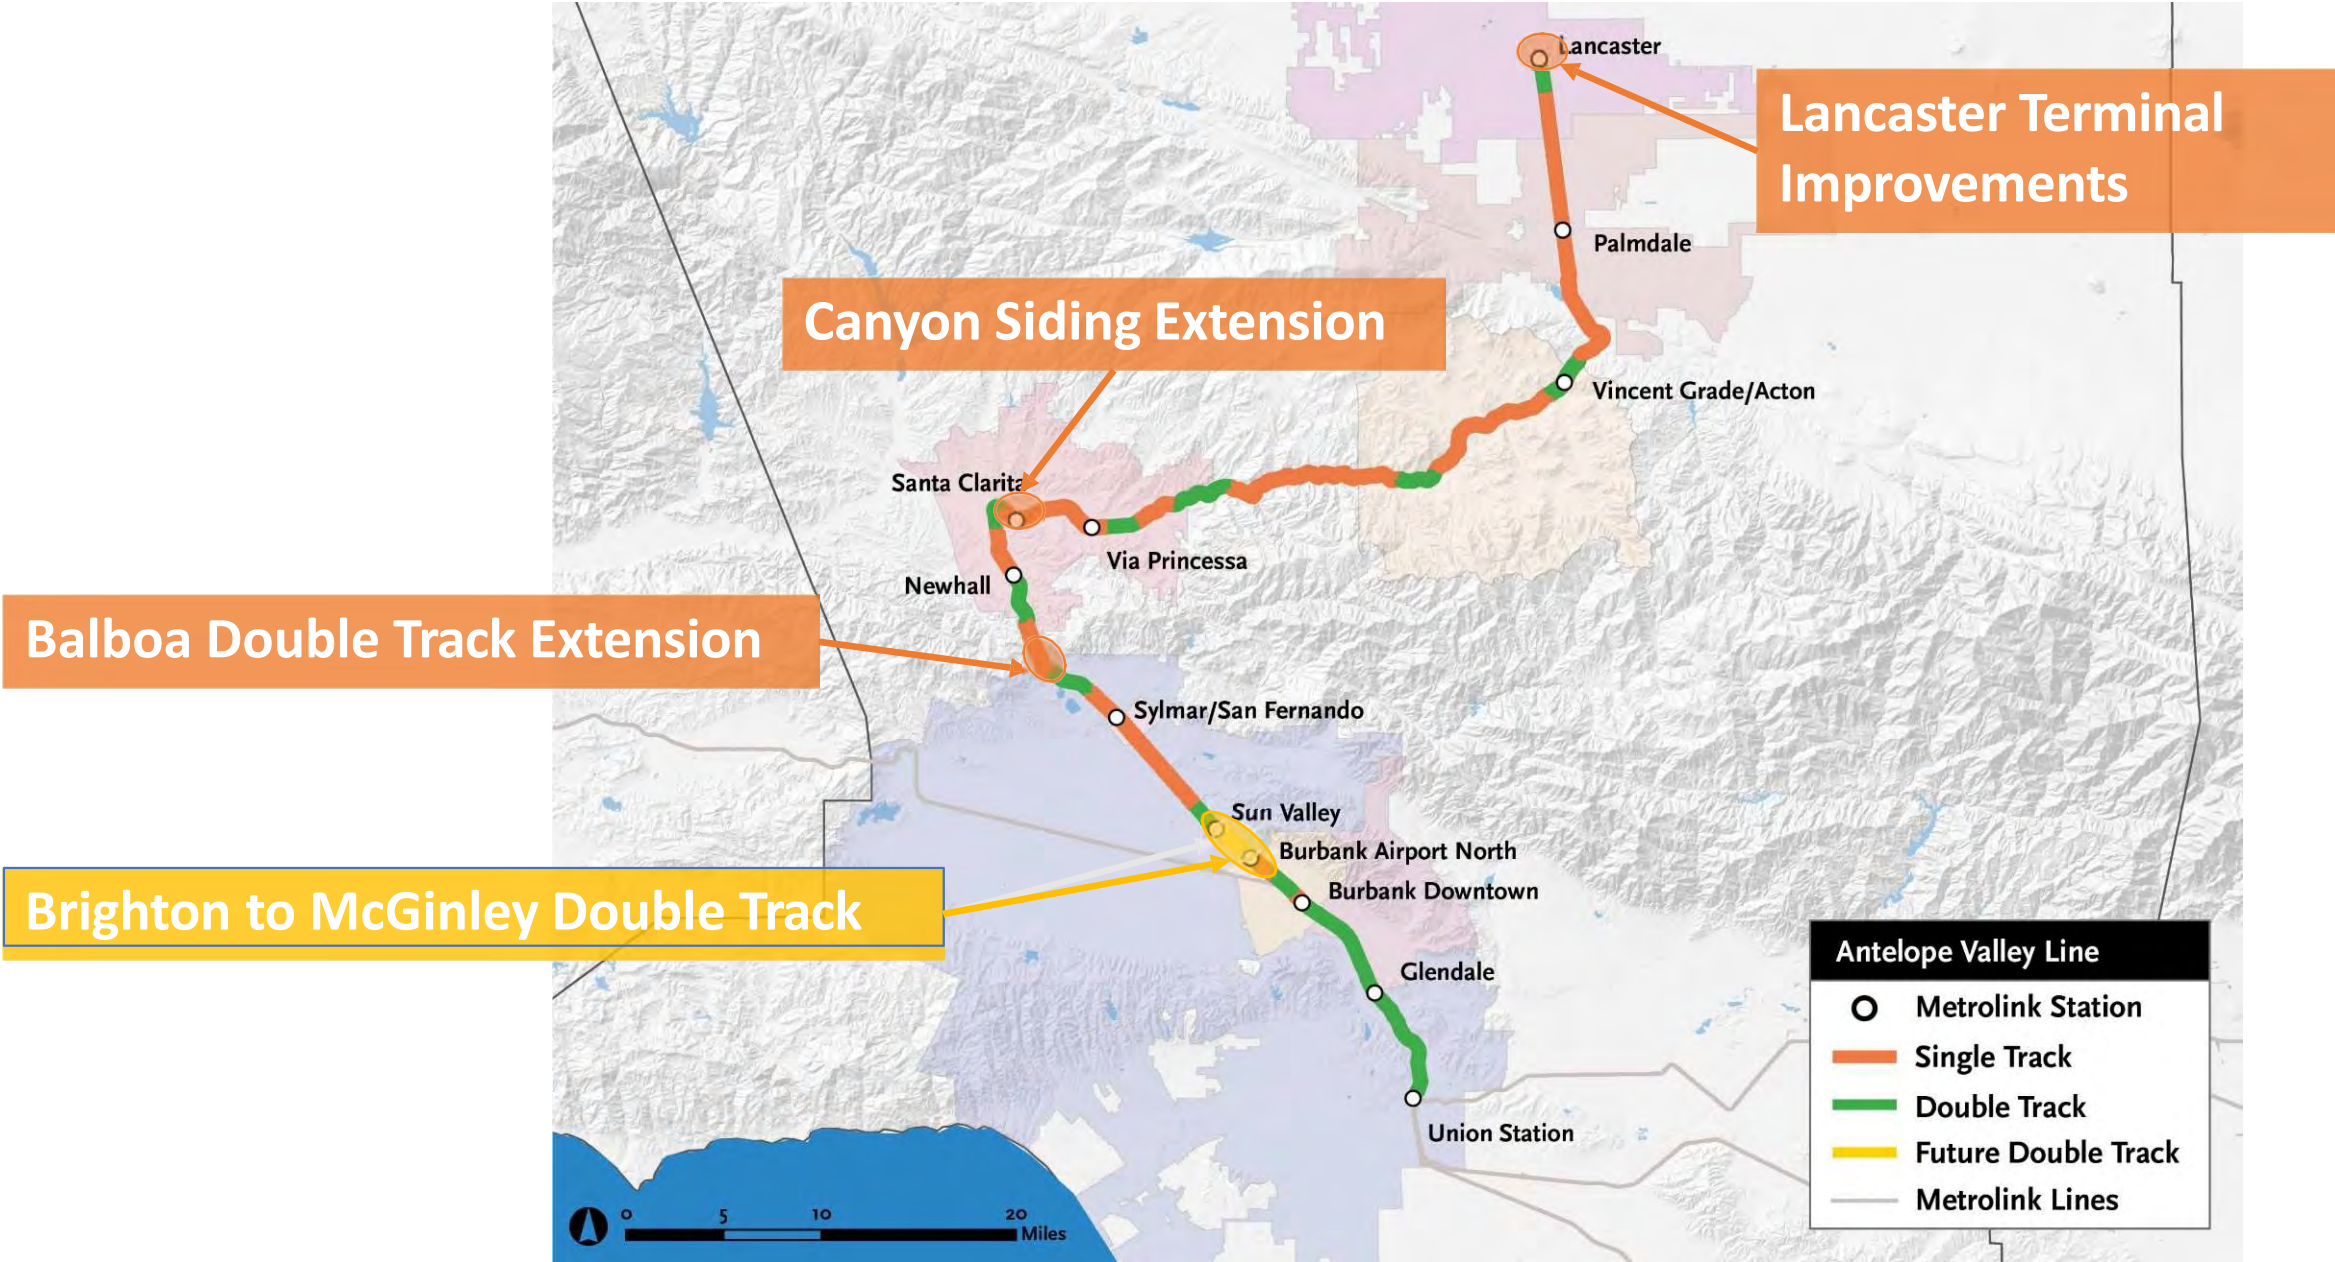 Lancaster
Lancaster Terminal
Improvements
Palmdale
Canyon Siding Extension
Vincent Grade/Acton
Santa Clarita
Via Princessa
Newhall
Balboa Double Track Extension
Sylmar/San Fernando
Sun Valley
Burbank Airport North
Burbank Downtown
Brighton to McGinley Double Track
Glendale
Union Station
Antelope Valley Line
Metrolink Station
Single Track
Double Track
Future Double Track
Metrolink Lines
0 5 10 20
Miles